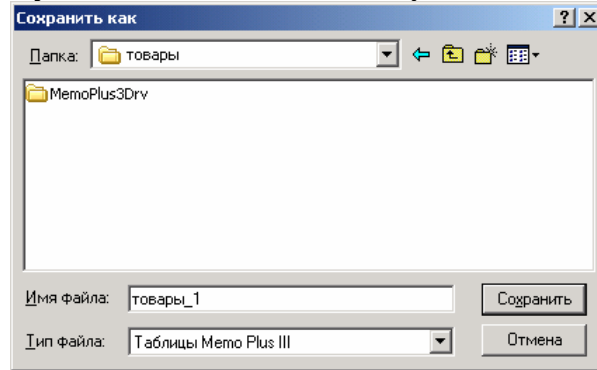 Сохранить как
Папка: товары
MemoPlus3Drv
Имя файла: товары_1 Сохранить
Тип файла: Таблицы Memo Plus III Отмена